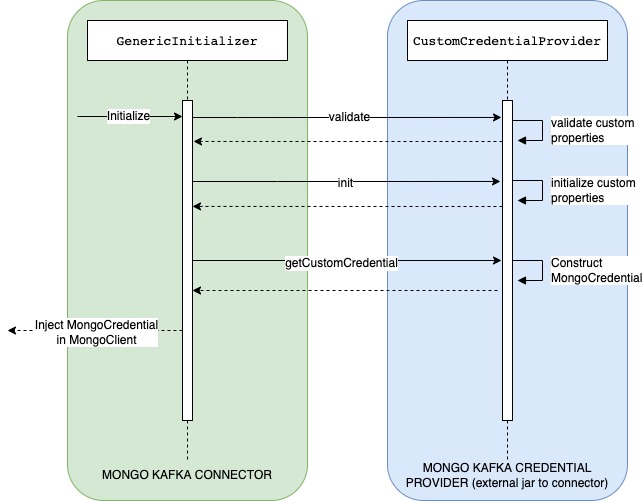 GenericInitializer
CustomCredentialProvider
Initialize
validate
validate custom
properties
init
initialize custom
properties
getCustomCredential
Construct
MongoCredential
Inject MongoCredential
in MongoClient
MONGO KAFKA CONNECTOR
MONGO KAFKA CREDENTIAL
PROVIDER (external jar to connector)